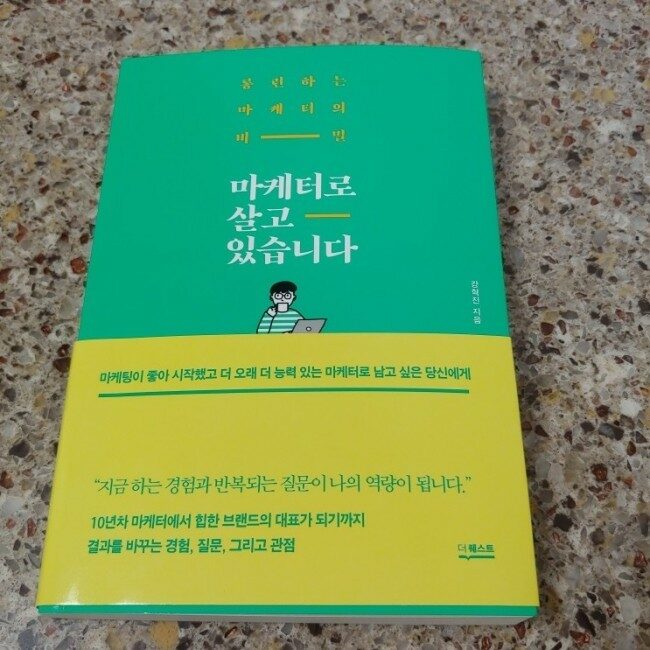 롱런하는
마케터의
비 밀
마케터로
살고
있습니다
강혁진 지음
마케팅이 좋아 시작했고 더 오래 더 능력 있는 마케터로 남고 싶은 당신에게
“지금 하는 경험과 반복되는 질문이 나의 역량이 됩니다.”
10년차 마케터에서 힙한 브랜드의 대표가 되기까지
결과를 바꾸는 경험, 질문, 그리고 관점
더퀘스트